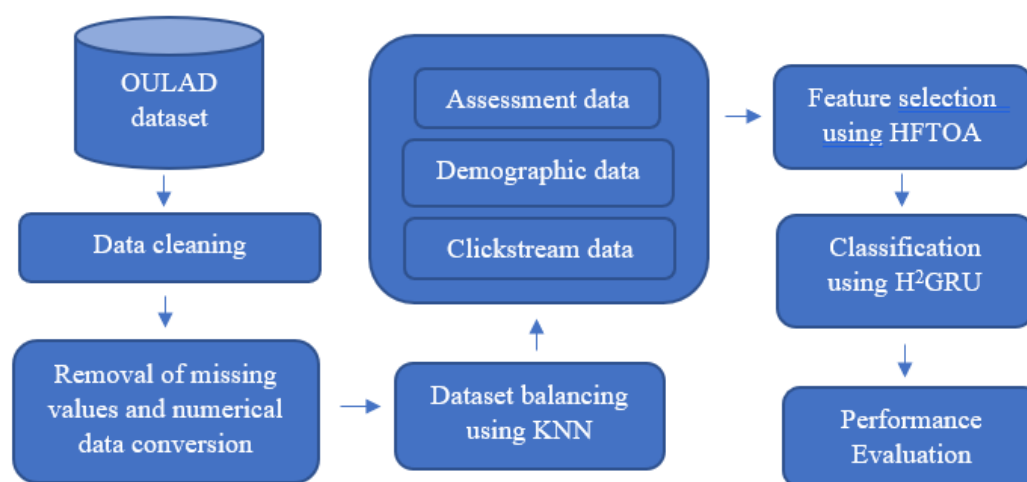 OULAD
dataset
Data cleaning
Removal of missing
values and numerical
data conversion
Dataset balancing
using KNN
Assessment data
Demographic data
Clickstream data
Feature selection
using HFTOA
Classification
using H²GRU
Performance
Evaluation